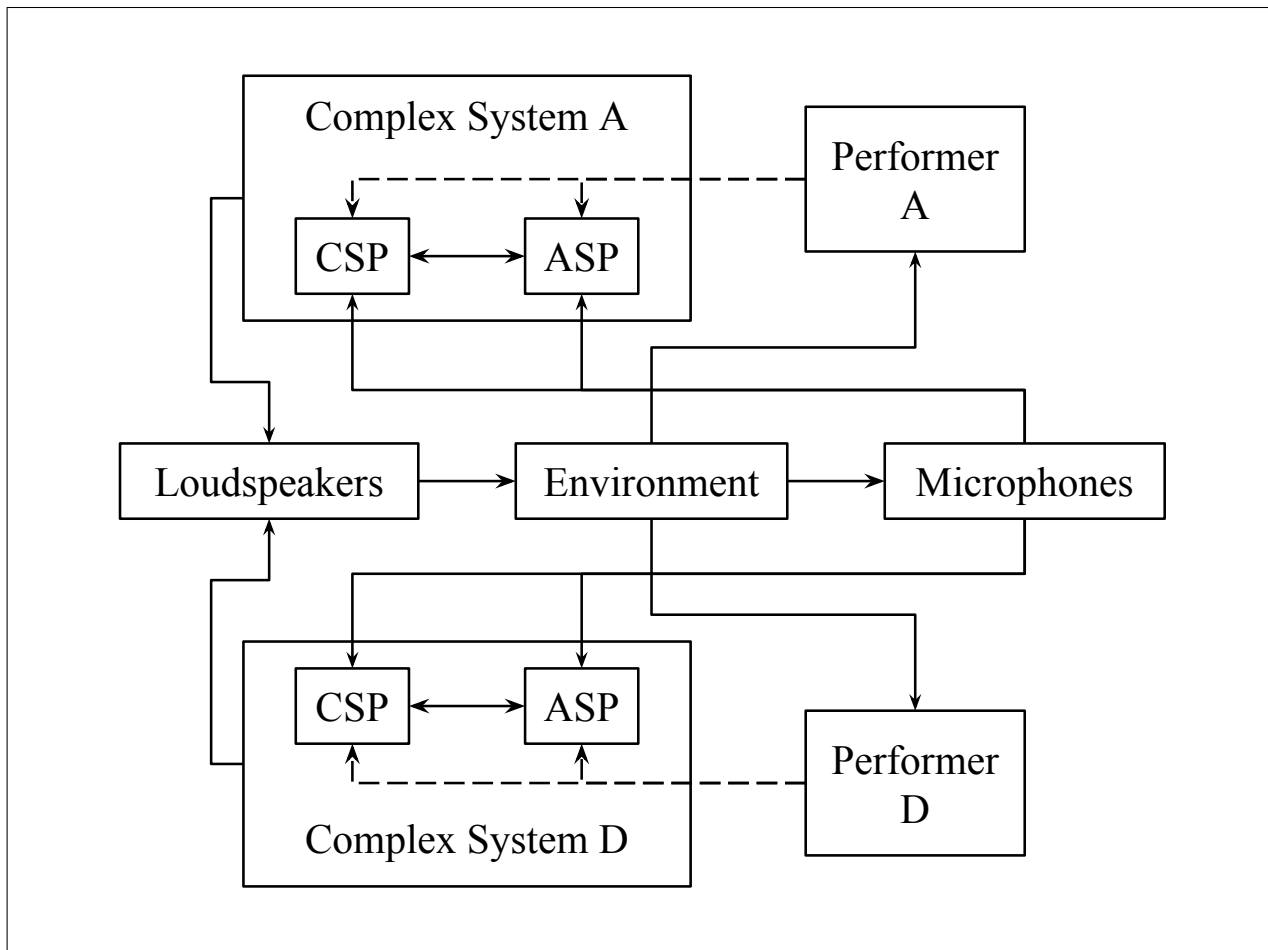 Complex System A
Performer
A
CSP
ASP
Loudspeakers
Environment
Microphones
CSP
ASP
Performer
D
Complex System D